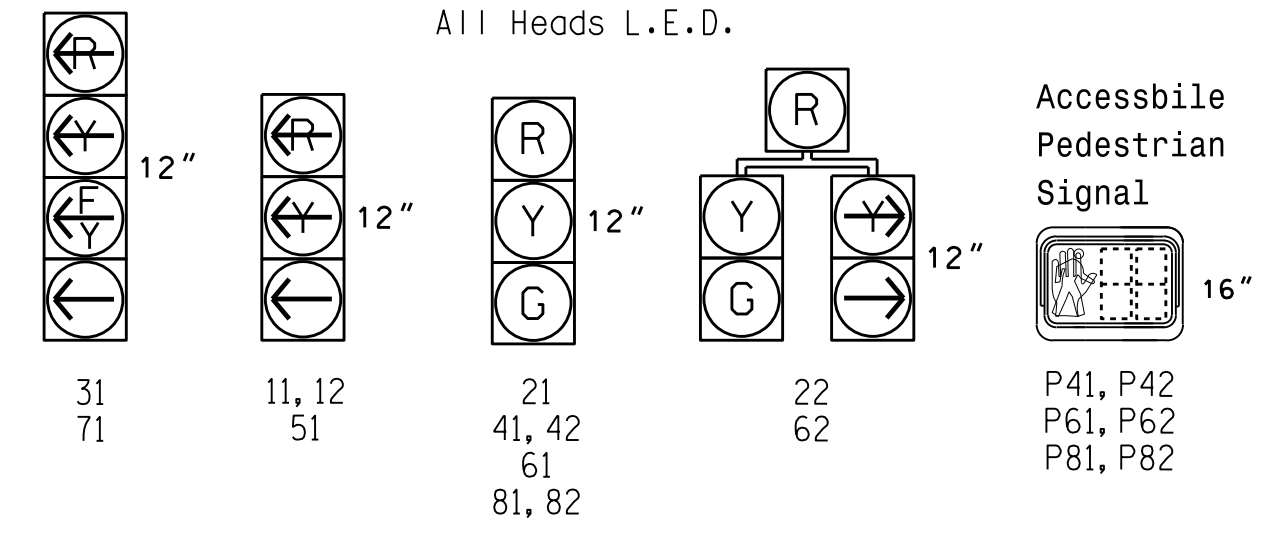 All Heads L.E.D.
R
Y
F
Y
12"
31
71
R
Y
12"
11, 12
51
R
Y
G
12"
21
41, 42
61
81, 82
R
Y
G
Y
12"
22
62
Accessbile
Pedestrian
Signal
16"
P41, P42
P61, P62
P81, P82